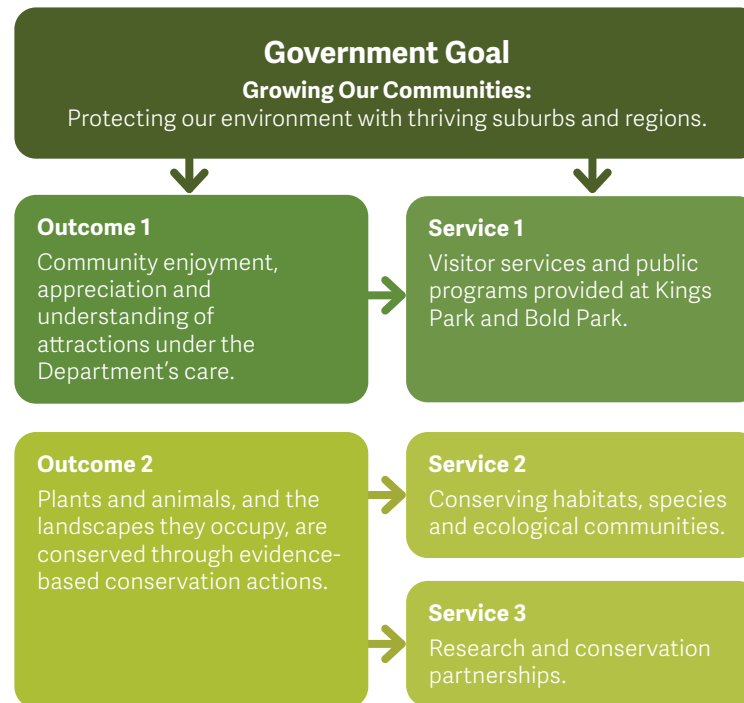 Government Goal
Growing Our Communities:
Protecting our environment with thriving suburbs and regions.
Outcome 1
Community enjoyment,
appreciation and
understanding of
attractions under the
Department’s care.
Service 1
Visitor services and public
programs provided at Kings
Park and Bold Park.
Outcome 2
Plants and animals, and the
landscapes they occupy, are
conserved through evidence-
based conservation actions.
Service 2
Conserving habitats, species
and ecological communities.
Service 3
Research and conservation
partnerships.